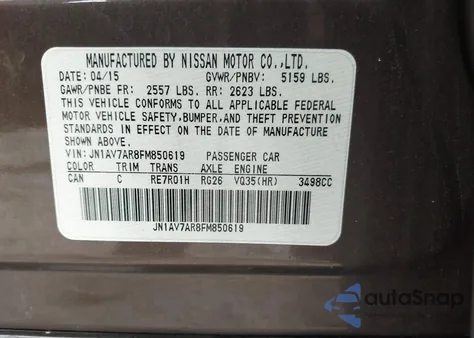 MANUFACTURED BY NISSAN MOTOR CO.,LTD.
DATE: 04/15 GVWR/PNBV: 5159 LBS.
GAWR/PNBE FR: 2557 LBS. RR: 2623 LBS.
THIS VEHICLE CONFORMS TO ALL APPLICABLE FEDERAL
MOTOR VEHICLE SAFETY,BUMPER,AND THEFT PREVENTION
STANDARDS IN EFFECT ON THE DATE OF MANUFACTURE
SHOWN ABOVE.
VIN: JN1AV7AR8FM850619 PASSENGER CAR
COLOR TRIM TRANS AXLE ENGINE
CAN C RE7R01H RG26 VQ35(HR) 3498CC
JN1AV7AR8FM850619
autoSnap